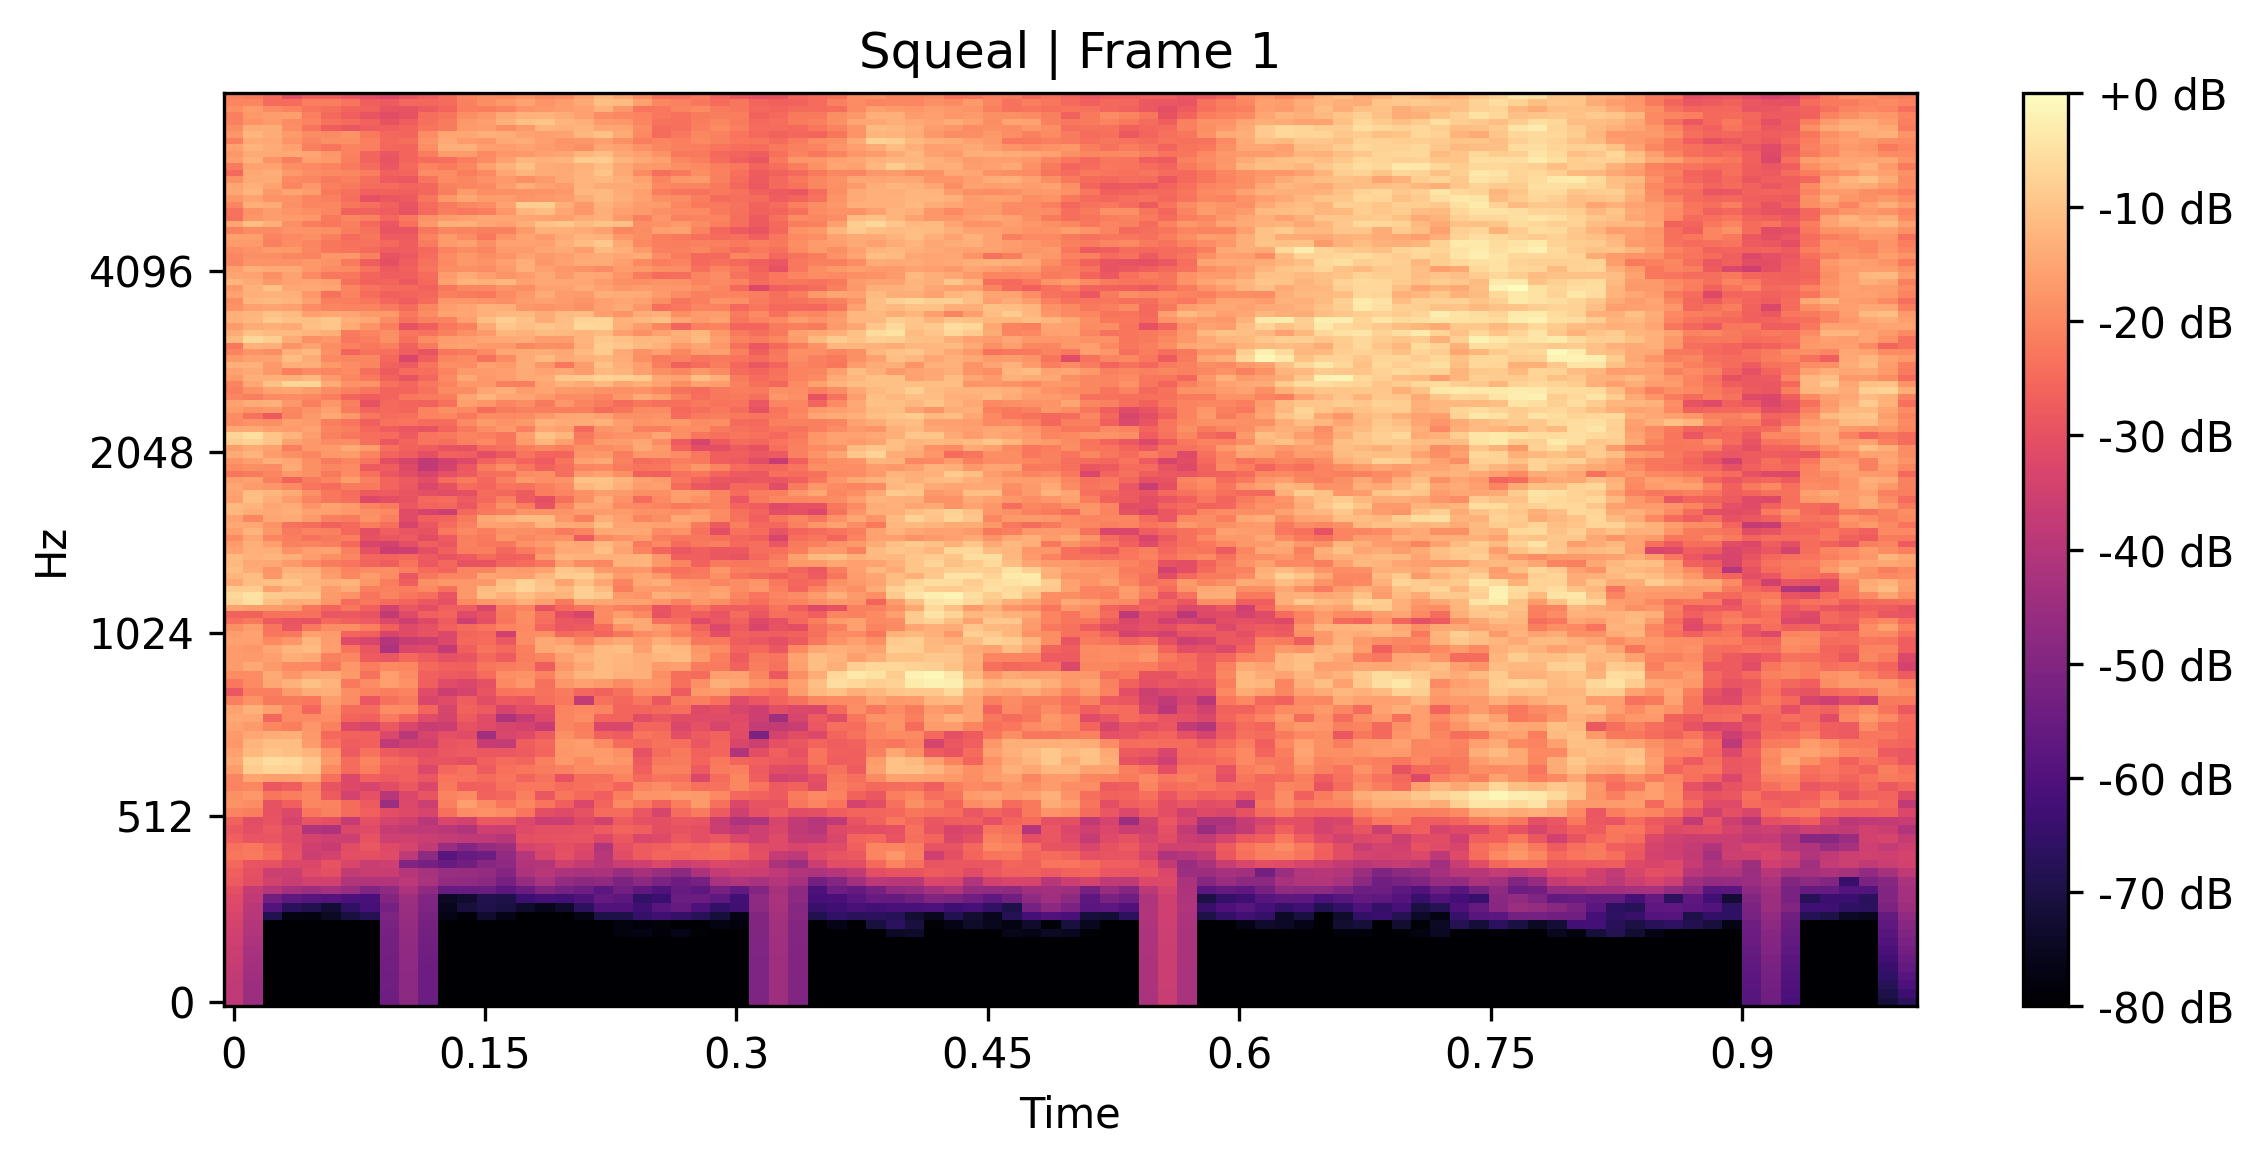 Squeal | Frame 1
+0 dB
-10 dB
-20 dB
-30 dB
-40 dB
-50 dB
-60 dB
-70 dB
-80 dB
Hz
4096
2048
1024
512
0
0 0.15 0.3 0.45 0.6 0.75 0.9
Time